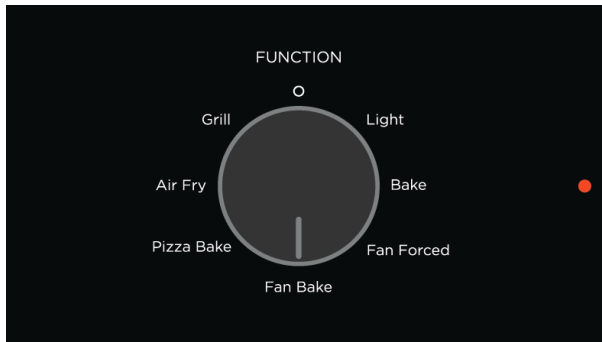 FUNCTION
Grill
Light
Air Fry
Bake
Pizza Bake
Fan Forced
Fan Bake